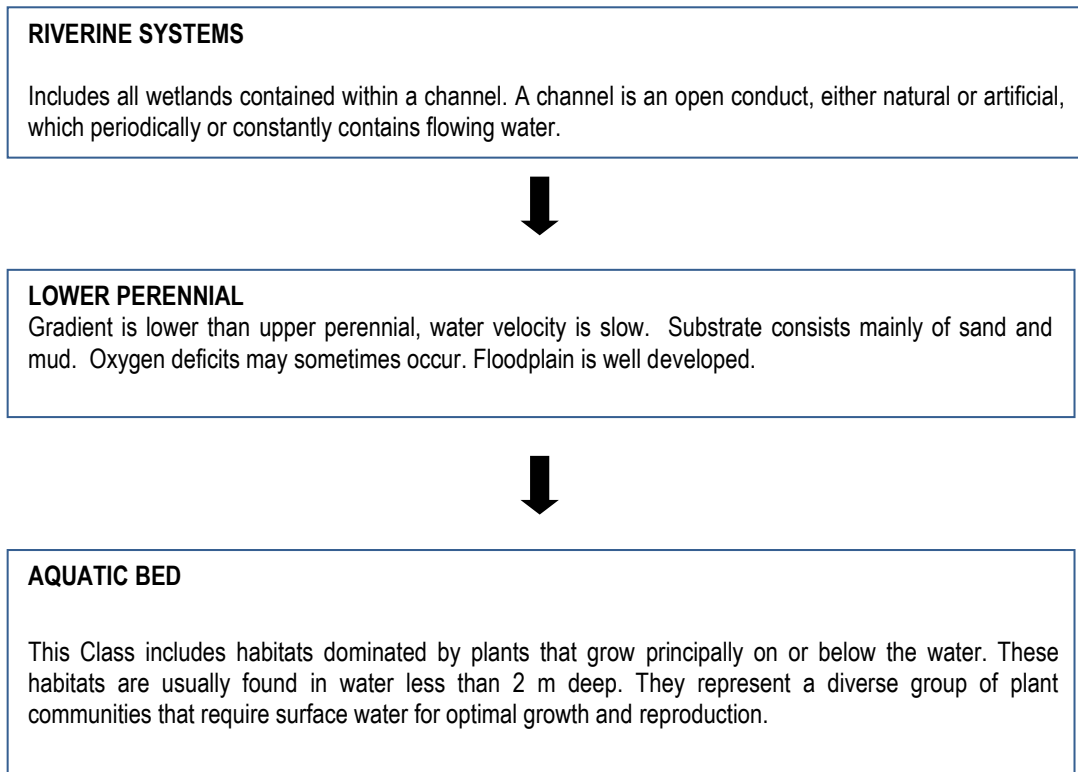 RIVERINE SYSTEMS
Includes all wetlands contained within a channel. A channel is an open conduct, either natural or artificial,
which periodically or constantly contains flowing water.
LOWER PERENNIAL
Gradient is lower than upper perennial, water velocity is slow. Substrate consists mainly of sand and
mud. Oxygen deficits may sometimes occur. Floodplain is well developed.
AQUATIC BED
This Class includes habitats dominated by plants that grow principally on or below the water. These
habitats are usually found in water less than 2 m deep. They represent a diverse group of plant
communities that require surface water for optimal growth and reproduction.